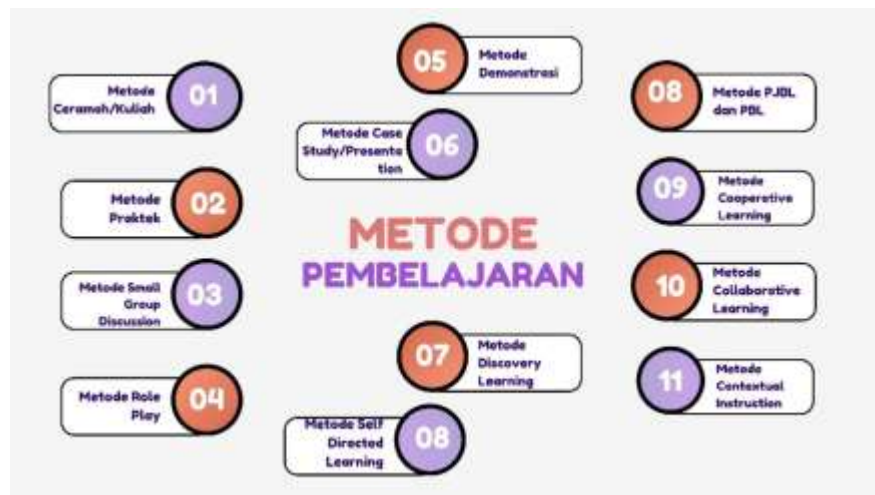 Metode
Ceramah/Kuliah
01
Metode
Praktek
02
Metode Small
Group
Discussion
03
Metode Role
Play
04
05
Metode
Demonstrasi
Metode Case
Study/Presenta
tion
06
METODE
PEMBELAJARAN
07
Metode
Discovery
Learning
Metode Self
Directed
Learning
08
08
Metode PJBL
dan PBL
09
Metode
Cooperative
Learning
10
Metode
Collaborative
Learning
11
Metode
Contextual
Instruction